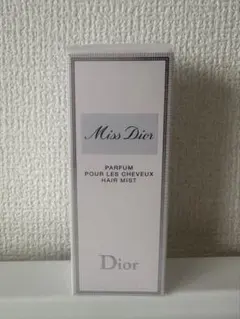 Miss Dior
PARFUM
POUR LES CHEVEUX
HAIR MIST
Dior